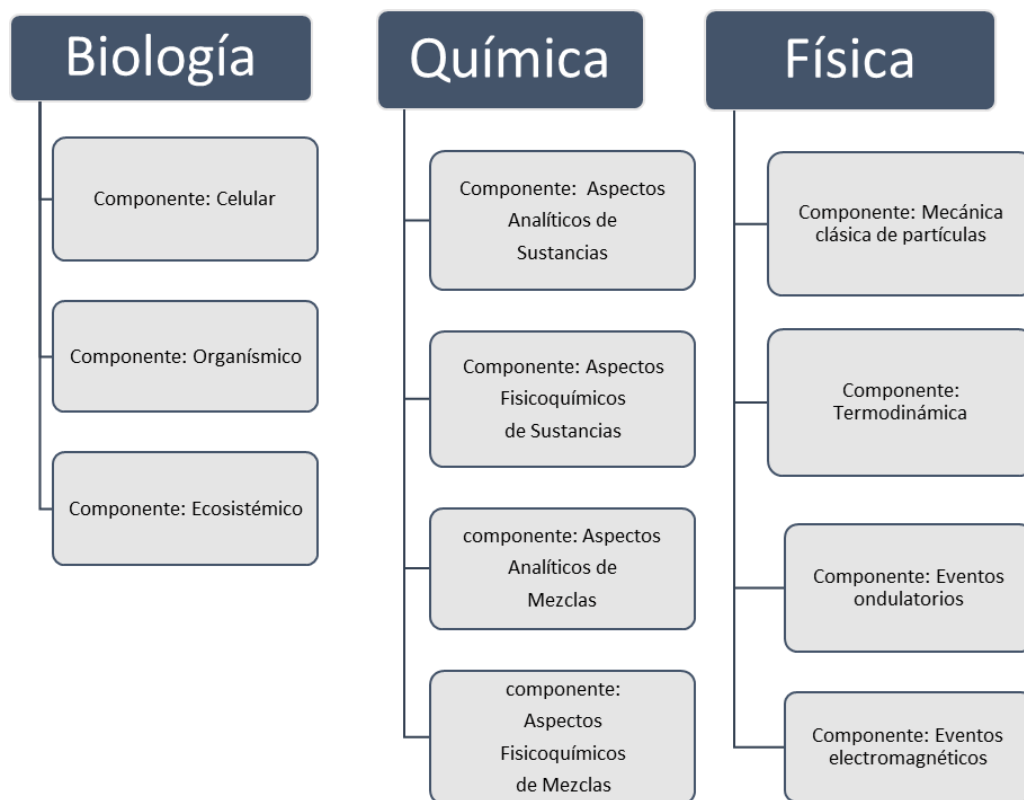 Biología
Componente: Celular
Componente: Organísmico
Componente: Ecosistémico
Química
Componente: Aspectos
Analíticos de
Sustancias
Componente: Aspectos
Fisicoquímicos
de Sustancias
componente: Aspectos
Analíticos de
Mezclas
componente:
Aspectos
Fisicoquímicos
de Mezclas
Física
Componente: Mecánica
clásica de partículas
Componente:
Termodinámica
Componente: Eventos
ondulatorios
Componente: Eventos
electromagnéticos